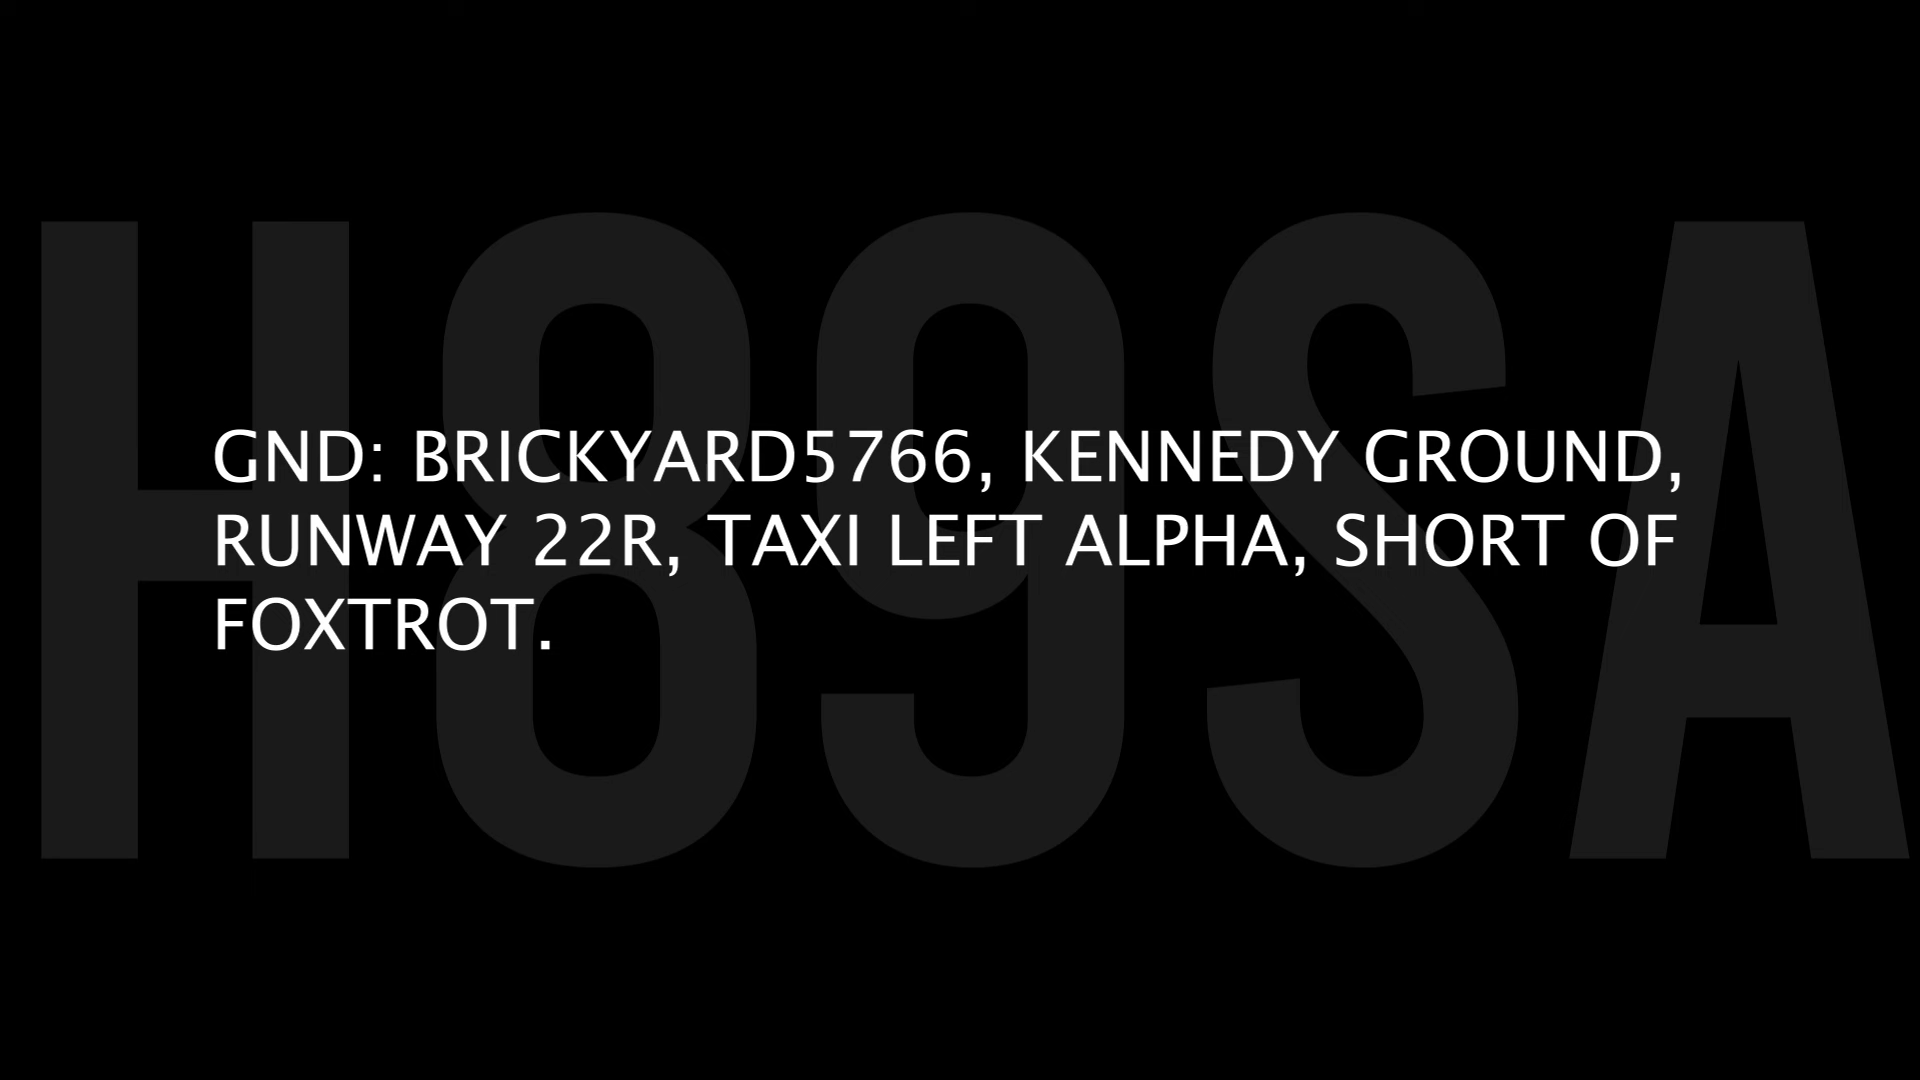 H89SA
GND: BRICKYARD5766, KENNEDY GROUND,
RUNWAY 22R, TAXI LEFT ALPHA, SHORT OF
FOXTROT.